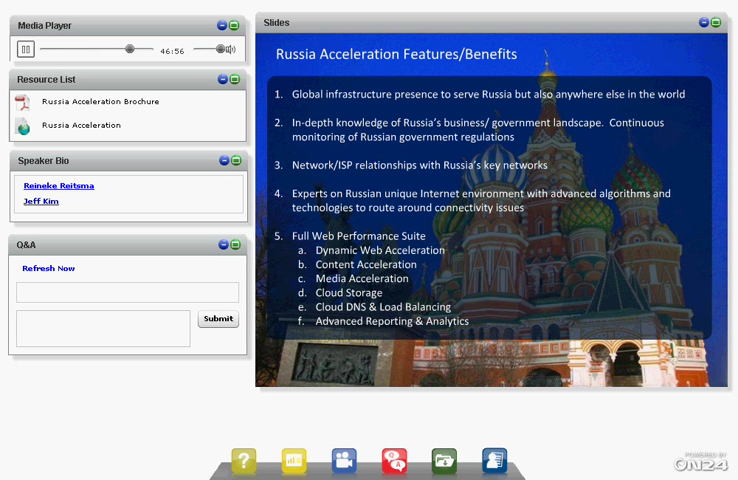 Media Player
46:56
Resource List
Russia Acceleration Brochure
Russia Acceleration
Speaker Bio
Reineke Reitsma
Jeff Kim
Q&A
Refresh Now
Submit
Slides
Russia Acceleration Features/Benefits
1. Global infrastructure presence to serve Russia but also anywhere else in the world
2. In-depth knowledge of Russia's business/ government landscape. Continuous
monitoring of Russian government regulations
3. Network/ISP relationships with Russia's key networks
4. Experts on Russian unique Internet environment with advanced algorithms and
technologies to route around connectivity issues
5. Full Web Performance Suite
a. Dynamic Web Acceleration
b. Content Acceleration
c. Media Acceleration
d. Cloud Storage
e. Cloud DNS & Load Balancing
f. Advanced Reporting & Analytics
?
Q
A
POWERED BY
ON24